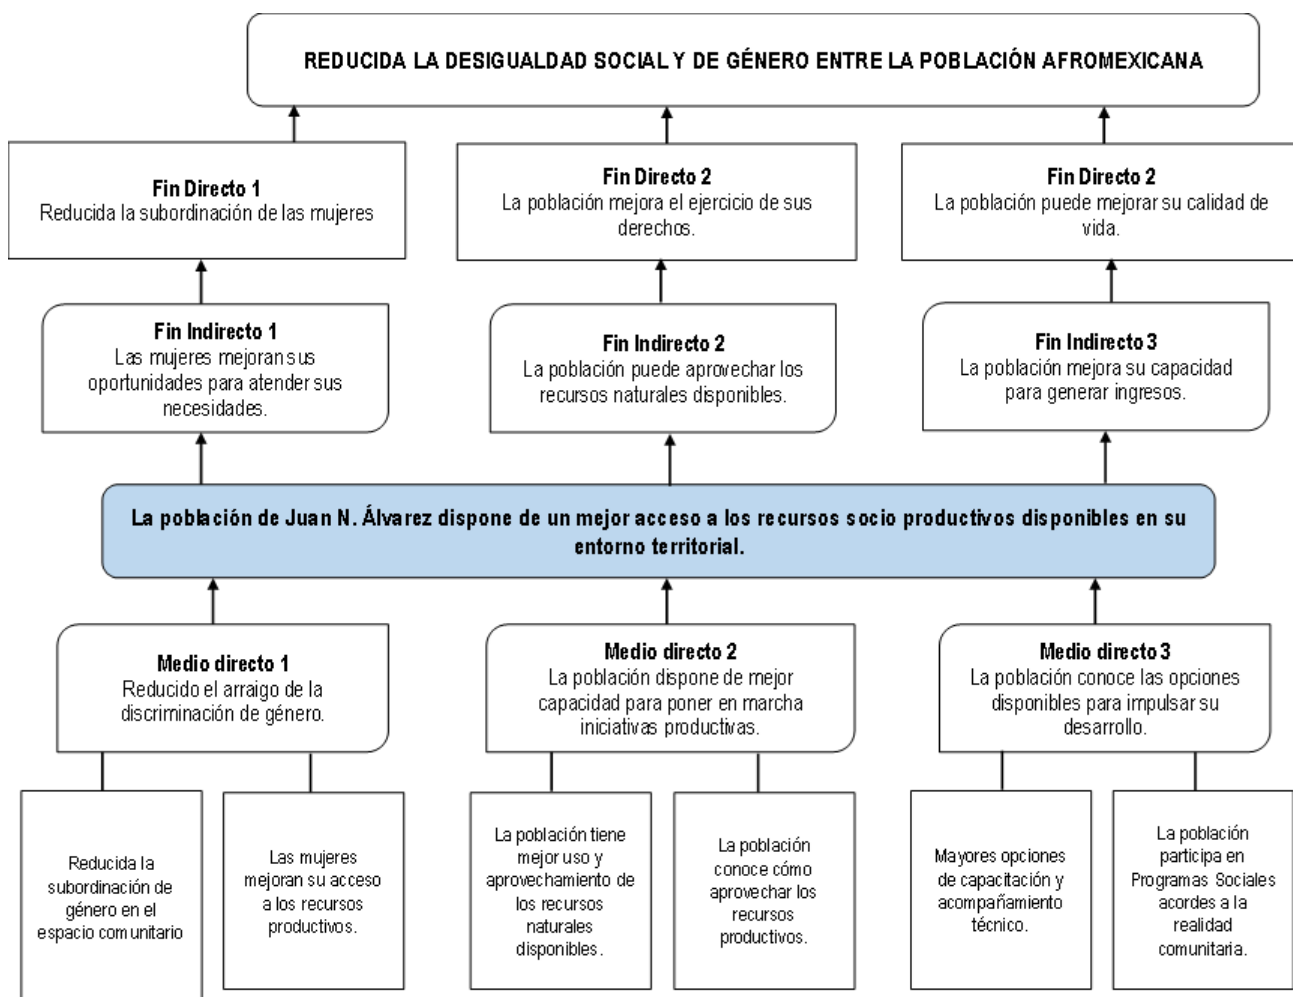 REDUCIDA LA DESIGUALDAD SOCIAL Y DE GÉNERO ENTRE LA POBLACIÓN AFROMEXICANA
Fin Directo 1
Reducida la subordinación de las mujeres
Fin Directo 2
La población mejora el ejercicio de sus
derechos.
Fin Directo 2
La población puede mejorar su calidad de
vida.
Fin Indirecto 1
Las mujeres mejoran sus
oportunidades para atender sus
necesidades.
Fin Indirecto 2
La población puede aprovechar los
recursos naturales disponibles.
Fin Indirecto 3
La población mejora su capacidad
para generar ingresos.
La población de Juan N. Álvarez dispone de un mejor acceso a los recursos socio productivos disponibles en su
entorno territorial.
Medio directo 1
Reducido el arraigo de la
discriminación de género.
Medio directo 2
La población dispone de mejor
capacidad para poner en marcha
iniciativas productivas.
Medio directo 3
La población conoce las opciones
disponibles para impulsar su
desarrollo.
Reducida la
subordinación de
género en el
espacio comunitario
Las mujeres
mejoran su acceso
a los recursos
productivos.
La población tiene
mejor uso y
aprovechamiento de
los recursos
naturales
disponibles.
La población
conoce cómo
aprovechar los
recursos
productivos.
Mayores opciones
de capacitación y
acompañamiento
técnico.
La población
participa en
Programas Sociales
acordes a la
realidad
comunitaria.